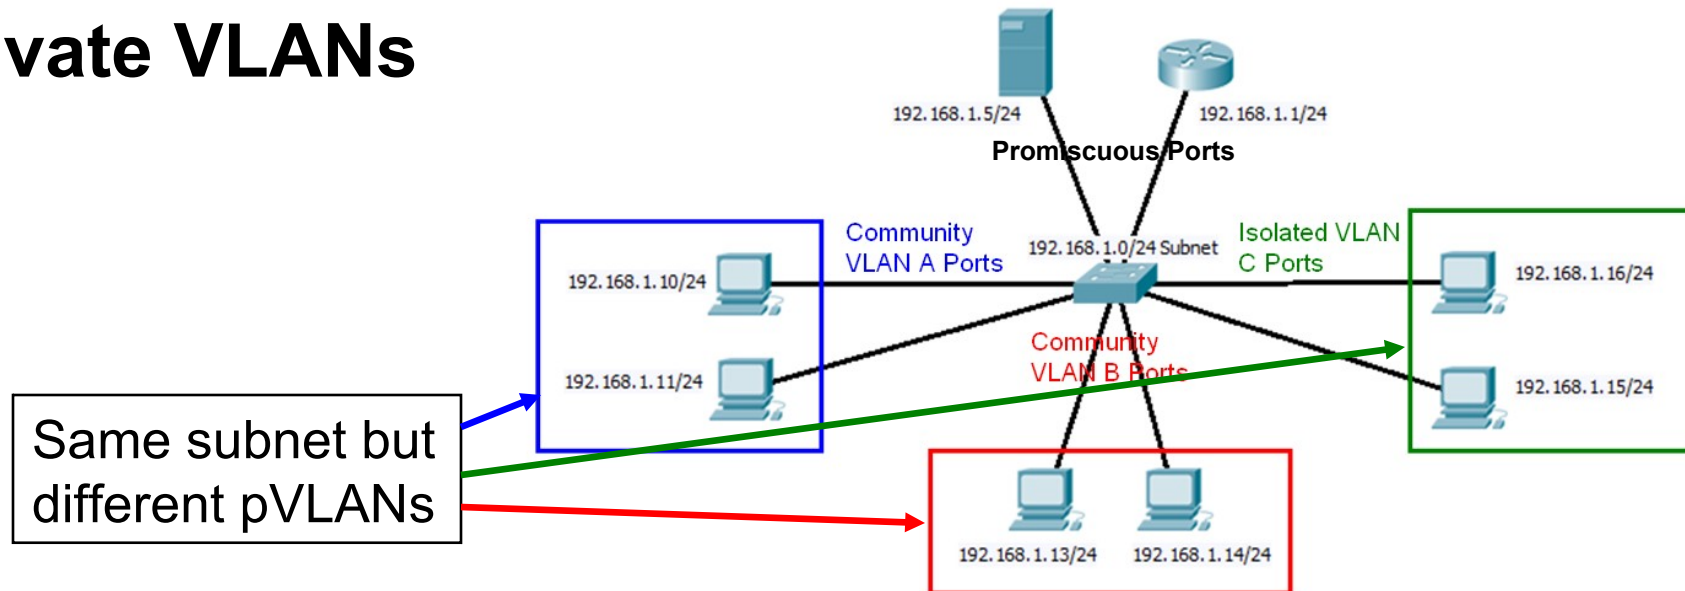 vate VLANs
192.168.1.5/24
192.168.1.1/24
Promiscuous Ports
Community
VLAN A Ports
192.168.1.0/24 Subnet
Isolated VLAN
C Ports
192.168.1.10/24
192.168.1.16/24
Community
VLAN B Ports
192.168.1.11/24
192.168.1.15/24
Same subnet but
different pVLANs
192.168.1.13/24
192.168.1.14/24